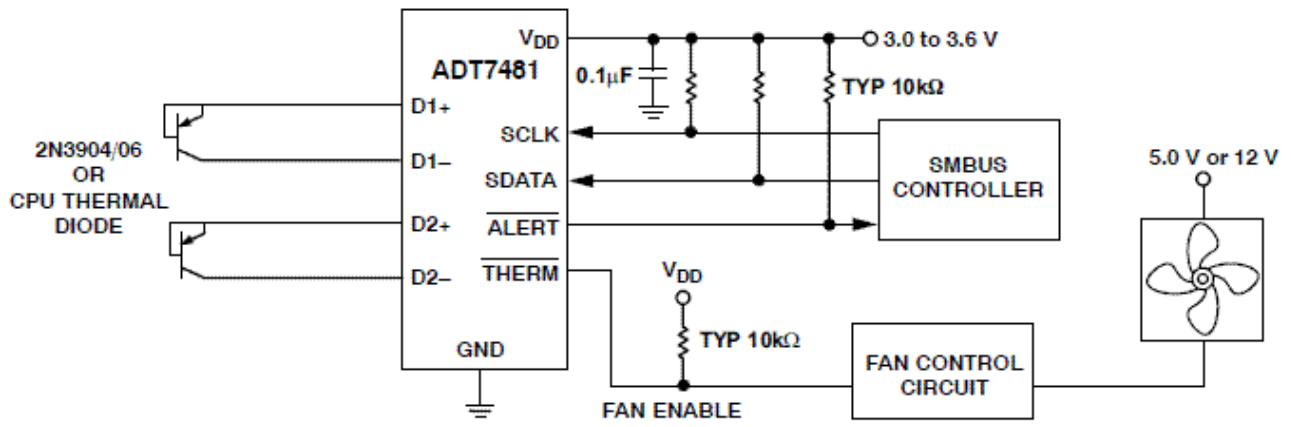 V_DD
3.0 to 3.6 V
ADT7481
0.1μF
TYP 10kΩ
D1+
SCLK
2N3904/06
OR
CPU THERMAL
DIODE
D1–
SDATA
SMBUS
CONTROLLER
5.0 V or 12 V
D2+
ALERT
D2–
THERM
V_DD
TYP 10kΩ
GND
FAN CONTROL
CIRCUIT
FAN ENABLE